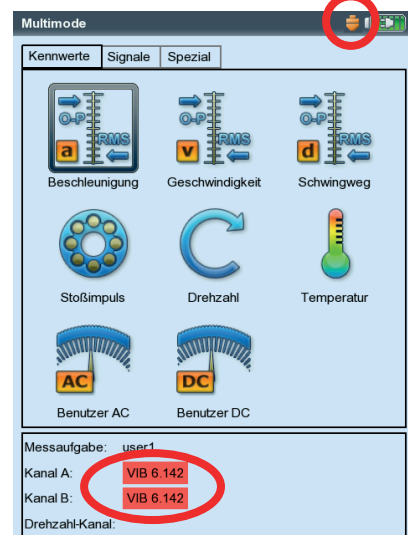 Multimode
Kennwerte Signale Spezial
O-P RMS a O-P RMS v O-P RMS d
Beschleunigung Geschwindigkeit Schwingweg
Stoßimpuls Drehzahl Temperatur
AC DC
Benutzer AC Benutzer DC
Messaufgabe: user1
Kanal A: VIB 6.142
Kanal B: VIB 6.142
Drehzahl-Kanal: